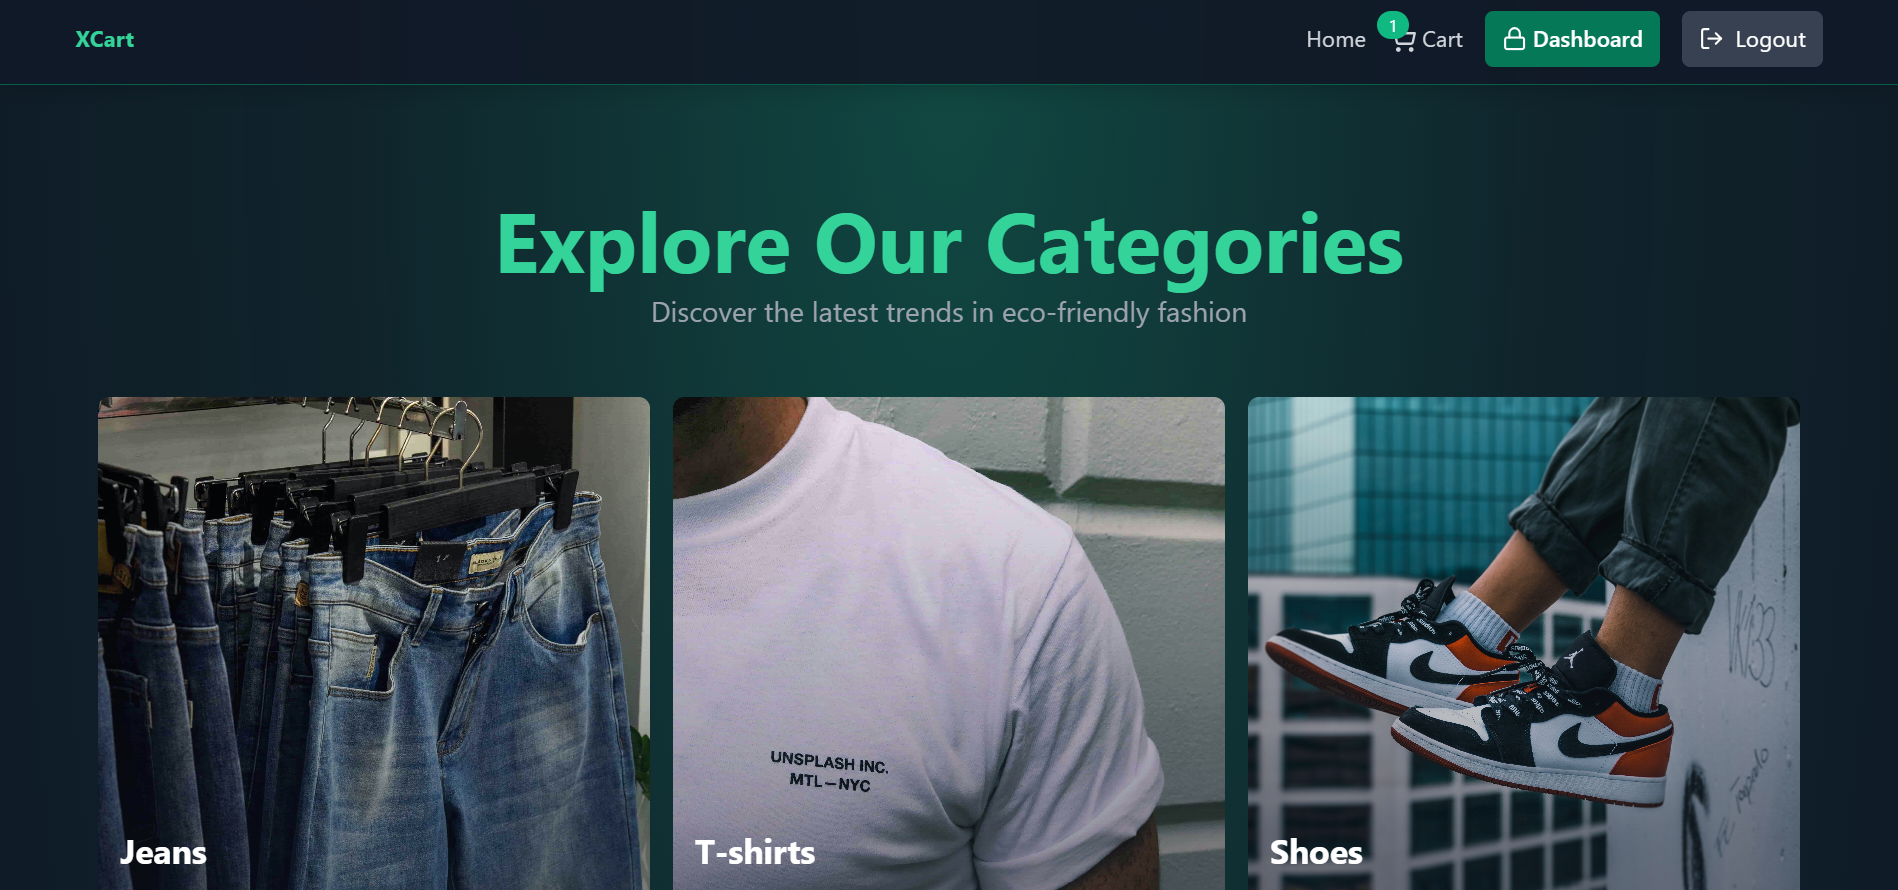 XCart
Home
1
Cart
Dashboard
Logout
Explore Our Categories
Discover the latest trends in eco-friendly fashion
UNSPLASH INC.
MTL—NYC
Jeans
T-shirts
Shoes